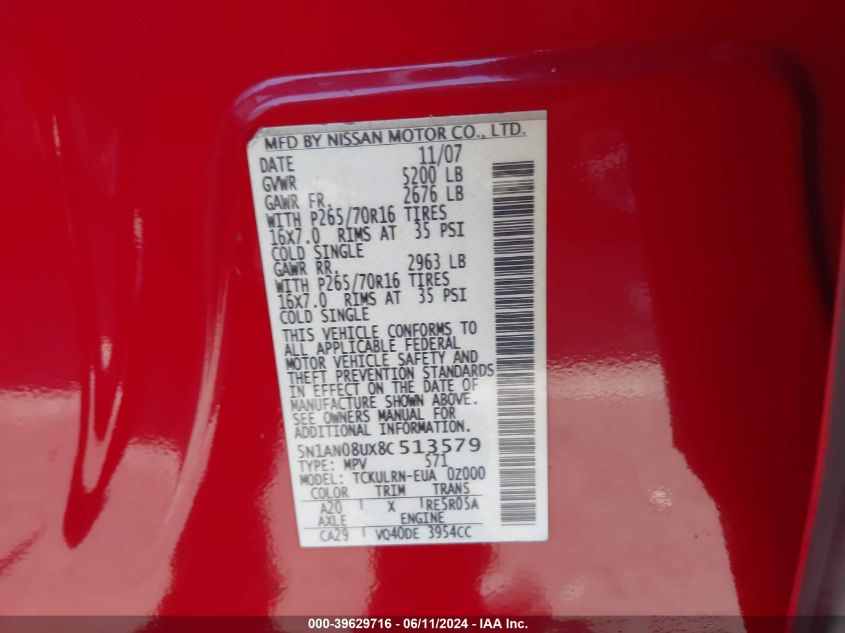 MFD BY NISSAN MOTOR CO., LTD.
DATE 11/07
GVWR 5200 LB
GAWR FR. 2676 LB
WITH P265/70R16 TIRES
16X7.0 RIMS AT 35 PSI
COLD SINGLE
GAWR RR. 2963 LB
WITH P265/70R16 TIRES
16X7.0 RIMS AT 35 PSI
COLD SINGLE
THIS VEHICLE CONFORMS TO
ALL APPLICABLE FEDERAL
MOTOR VEHICLE SAFETY AND
THEFT PREVENTION STANDARDS
IN EFFECT ON THE DATE OF
MANUFACTURE SHOWN ABOVE.
SEE OWNERS MANUAL FOR
ADDITIONAL INFORMATION.
5N1AN08UX8C 513579
TYPE: MPV 571
MODEL: TCKULRN-EUA 0Z000
COLOR TRIM TRANS
A20 X RE5R05A
AXLE ENGINE
CA29 VQ40DE 3954CC
000-39629716 - 06/11/2024 - IAA Inc.